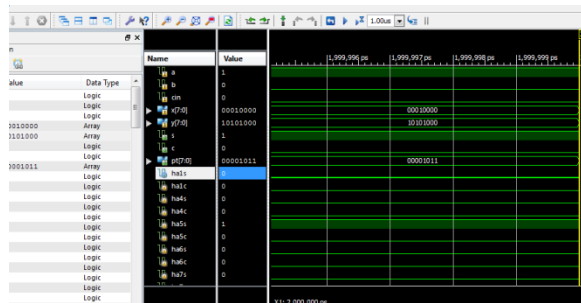 1.00us
Name Value
1,999,996 ps 1,999,997 ps 1,999,998 ps 1,999,999 ps
alue Data Type
a 1
b 0
cin 0
x[7:0] 00010000 00010000
y[7:0] 10101000 10101000
s 1
c 0
pt[7:0] 00001011 00001011
ha1s 0
ha1c 0
ha4s 0
ha4c 0
ha5s 1
ha5c 0
ha6s 0
ha6c 0
ha7s 0
Logic
Logic
Logic
0010000 Array
0101000 Array
Logic
Logic
0001011 Array
Logic
Logic
Logic
Logic
Logic
Logic
Logic
Logic
Logic
Logic
Logic
X1: 2,000,000 ps